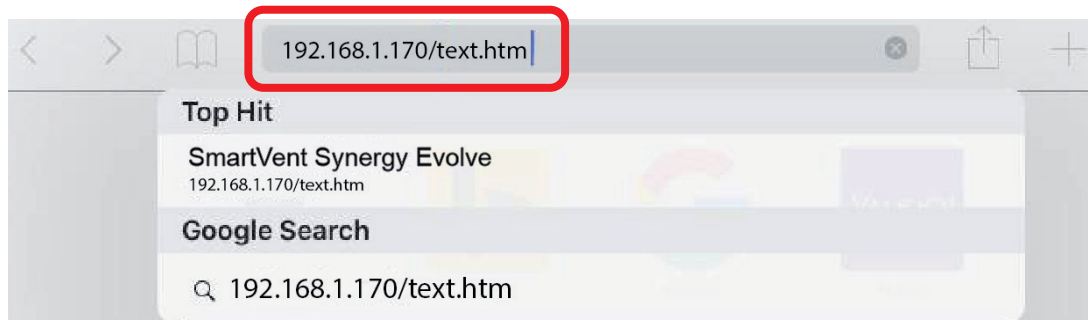 192.168.1.170/text.htm
Top Hit
SmartVent Synergy Evolve
192.168.1.170/text.htm
Google Search
192.168.1.170/text.htm